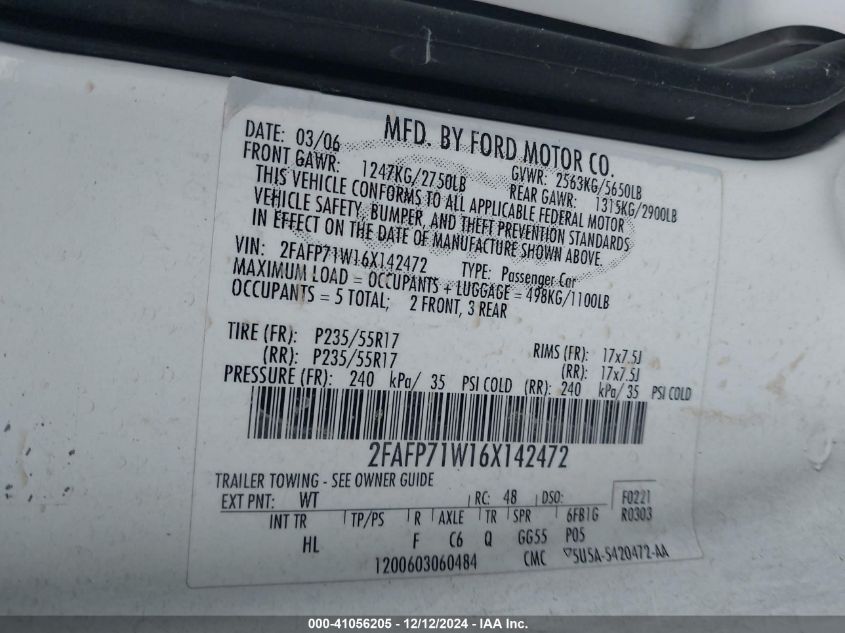 DATE: 03/06 MFD. BY FORD MOTOR CO.
FRONT GAWR: 1247KG/2750LB GVWR: 2563KG/5650LB
REAR GAWR: 1315KG/2900LB
THIS VEHICLE CONFORMS TO ALL APPLICABLE FEDERAL MOTOR
VEHICLE SAFETY, BUMPER, AND THEFT PREVENTION STANDARDS
IN EFFECT ON THE DATE OF MANUFACTURE SHOWN ABOVE.
VIN: 2FAFP71W16X142472 TYPE: Passenger Car
MAXIMUM LOAD = OCCUPANTS + LUGGAGE = 498KG/1100LB
OCCUPANTS = 5 TOTAL; 2 FRONT, 3 REAR
TIRE (FR): P235/55R17 RIMS (FR): 17x7.5J
(RR): P235/55R17 (RR): 17x7.5J
PRESSURE (FR): 240 kPa/ 35 PSI COLD (RR): 240 kPa/ 35 PSI COLD
2FAFP71W16X142472
TRAILER TOWING - SEE OWNER GUIDE
EXT PNT: WT RC: 48 DSO: F0221
INT TR TP/PS R AXLE TR SPR 6FB1G R0303
HL F C6 Q GG55 P05
1200603060484 CMC 5U5A-5420472-AA
000-41056205 - 12/12/2024 - IAA Inc.